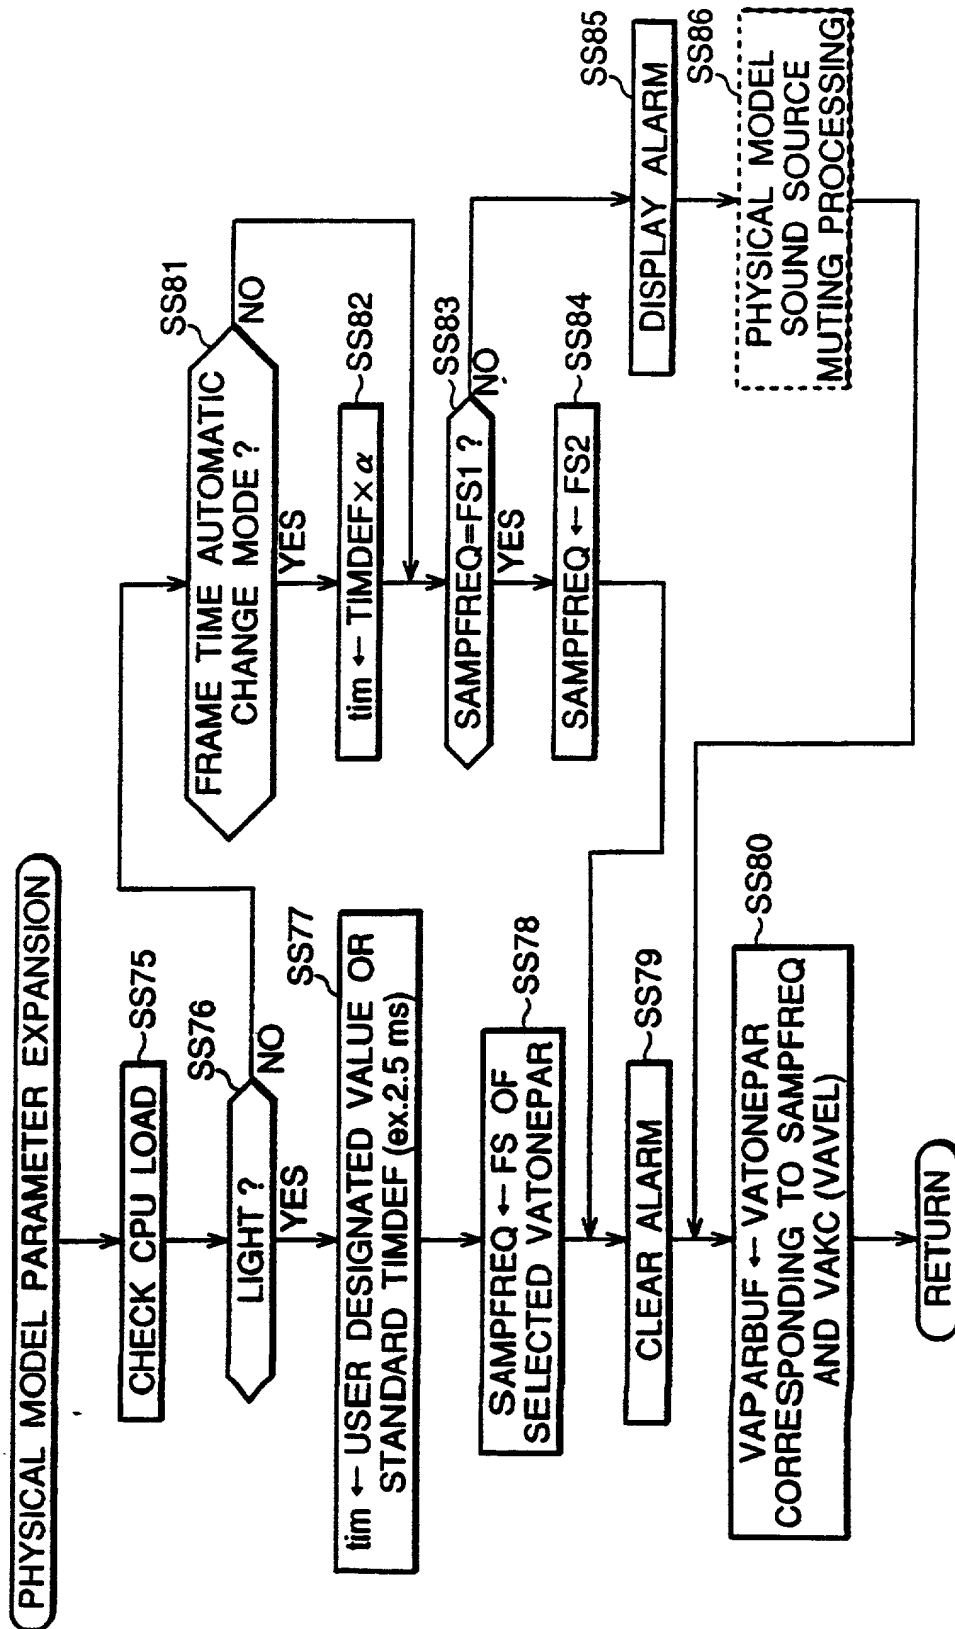 PHYSICAL MODEL PARAMETER EXPANSION
CHECK CPU LOAD
SS75
LIGHT ?
SS76
NO
YES
tim ← USER DESIGNATED VALUE OR
STANDARD TIMDEF (ex.2.5 ms)
SS77
SAMPFREQ ← FS OF
SELECTED VATONEPAR
SS78
CLEAR ALARM
SS79
VAPARBUF ← VATONEPAR
CORRESPONDING TO SAMPFREQ
AND VAKC (VAVEL)
SS80
RETURN
FRAME TIME AUTOMATIC
CHANGE MODE ?
SS81
NO
YES
tim ← TIMDEF×α
SS82
SAMPFREQ=FS1 ?
SS83
NO
YES
SAMPFREQ ← FS2
SS84
DISPLAY ALARM
SS85
PHYSICAL MODEL
SOUND SOURCE
MUTING PROCESSING
SS86